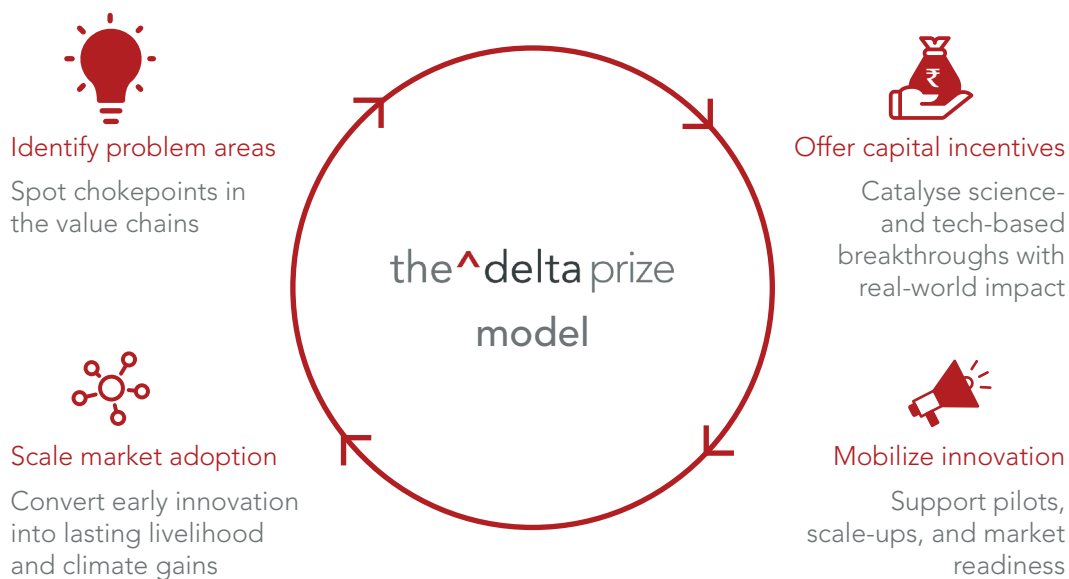 Identify problem areas
Spot chokepoints in
the value chains
₹
Offer capital incentives
Catalyse science-
and tech-based
breakthroughs with
real-world impact
the^delta prize
model
Scale market adoption
Convert early innovation
into lasting livelihood
and climate gains
Mobilize innovation
Support pilots,
scale-ups, and market
readiness